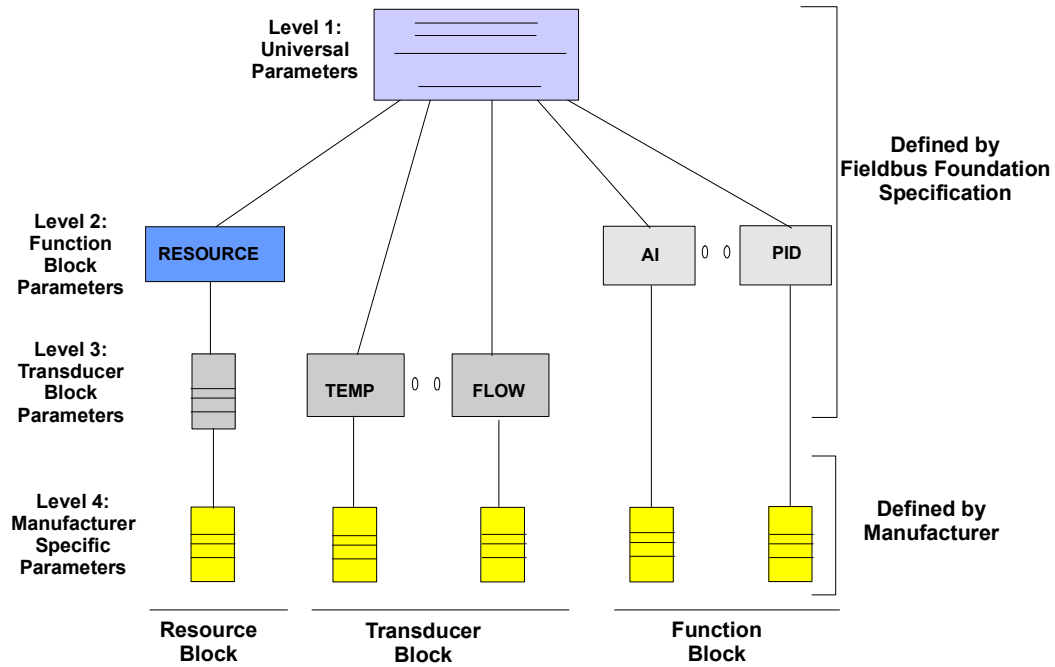 Level 1:
Universal
Parameters
Defined by
Fieldbus Foundation
Specification
Level 2:
Function
Block
Parameters
RESOURCE
AI
PID
Level 3:
Transducer
Block
Parameters
TEMP
FLOW
Level 4:
Manufacturer
Specific
Parameters
Defined by
Manufacturer
Resource
Block
Transducer
Block
Function
Block